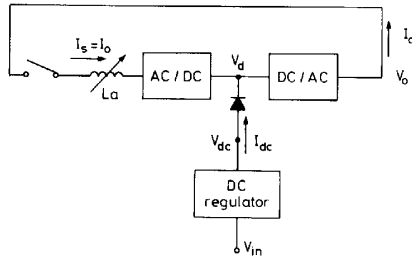 I_s = I_o
La
AC / DC
V_d
DC / AC
I_o
V_o
V_dc
I_dc
DC
regulator
V_in